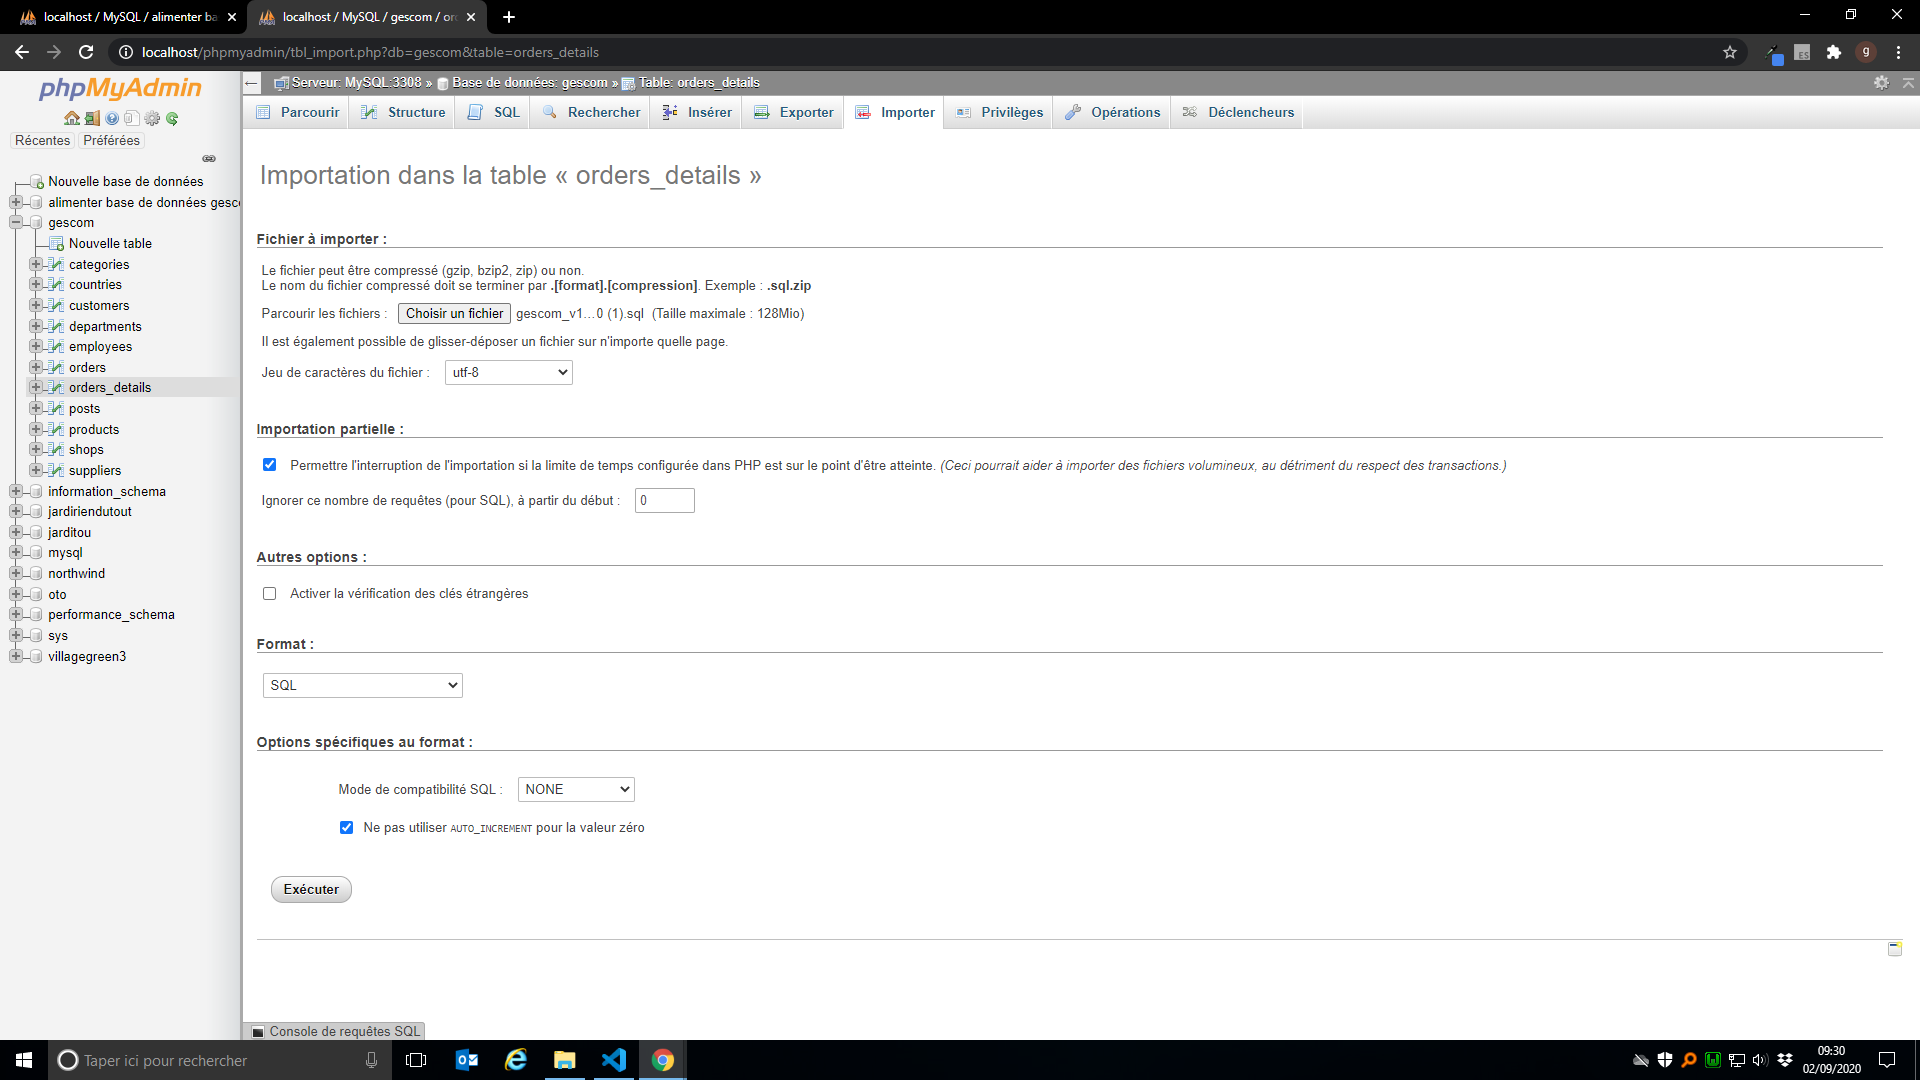 localhost / MySQL / alimenter ba
localhost / MySQL / gescom / or
localhost/phpmyadmin/tbl_import.php?db=gescom&table=orders_details
ES
g
phpMyAdmin
Récentes
Préférées
Nouvelle base de données
alimenter base de données gesc
gescom
Nouvelle table
categories
countries
customers
departments
employees
orders
orders_details
posts
products
shops
suppliers
information_schema
jardiriendutout
jarditou
mysql
northwind
oto
performance_schema
sys
villagegreen3
Serveur: MySQL:3308 » Base de données: gescom » Table: orders_details
Parcourir
Structure
SQL
Rechercher
Insérer
Exporter
Importer
Privilèges
Opérations
Déclencheurs
Importation dans la table « orders_details »
Fichier à importer :
Le fichier peut être compressé (gzip, bzip2, zip) ou non.
Le nom du fichier compressé doit se terminer par .[format].[compression]. Exemple : .sql.zip
Parcourir les fichiers : Choisir un fichier gescom_v1…0 (1).sql (Taille maximale : 128Mio)
Il est également possible de glisser-déposer un fichier sur n'importe quelle page.
Jeu de caractères du fichier : utf-8
Importation partielle :
Permettre l'interruption de l'importation si la limite de temps configurée dans PHP est sur le point d'être atteinte. (Ceci pourrait aider à importer des fichiers volumineux, au détriment du respect des transactions.)
Ignorer ce nombre de requêtes (pour SQL), à partir du début : 0
Autres options :
Activer la vérification des clés étrangères
Format :
SQL
Options spécifiques au format :
Mode de compatibilité SQL : NONE
Ne pas utiliser AUTO_INCREMENT pour la valeur zéro
Exécuter
Console de requêtes SQL
Taper ici pour rechercher
09:30
02/09/2020